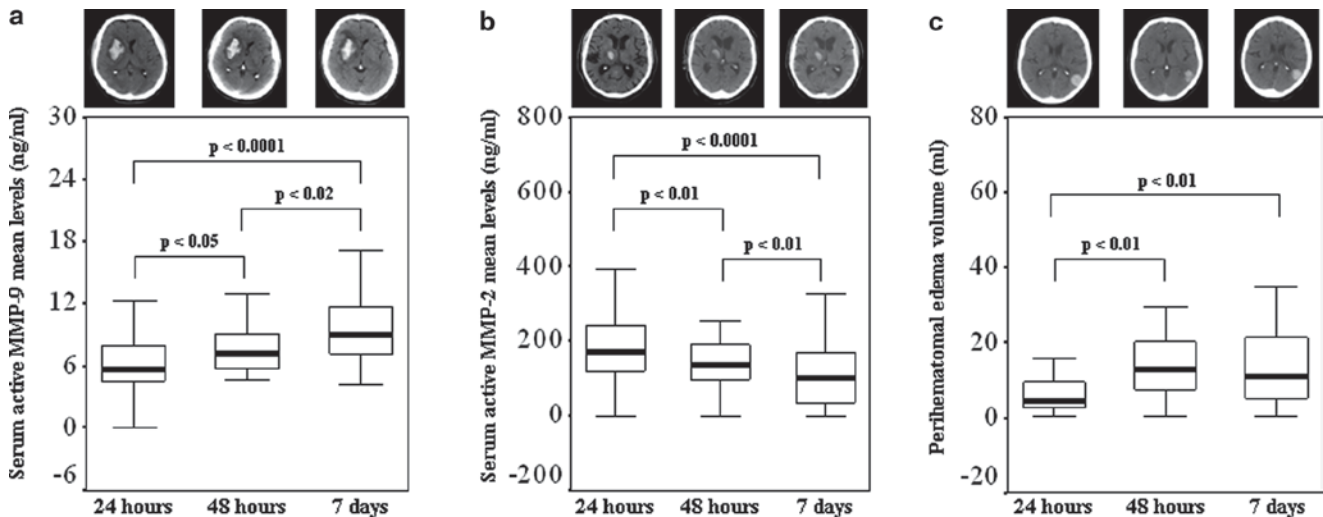 a
Serum active MMP-9 mean levels (ng/ml)
30
24
18
12
6
0
-6
p < 0.0001
p < 0.02
p < 0.05
24 hours 48 hours 7 days
b
Serum active MMP-2 mean levels (ng/ml)
800
600
400
200
0
-200
p < 0.0001
p < 0.01
p < 0.01
24 hours 48 hours 7 days
c
Perihematomal edema volume (ml)
80
60
40
20
0
-20
p < 0.01
p < 0.01
24 hours 48 hours 7 days